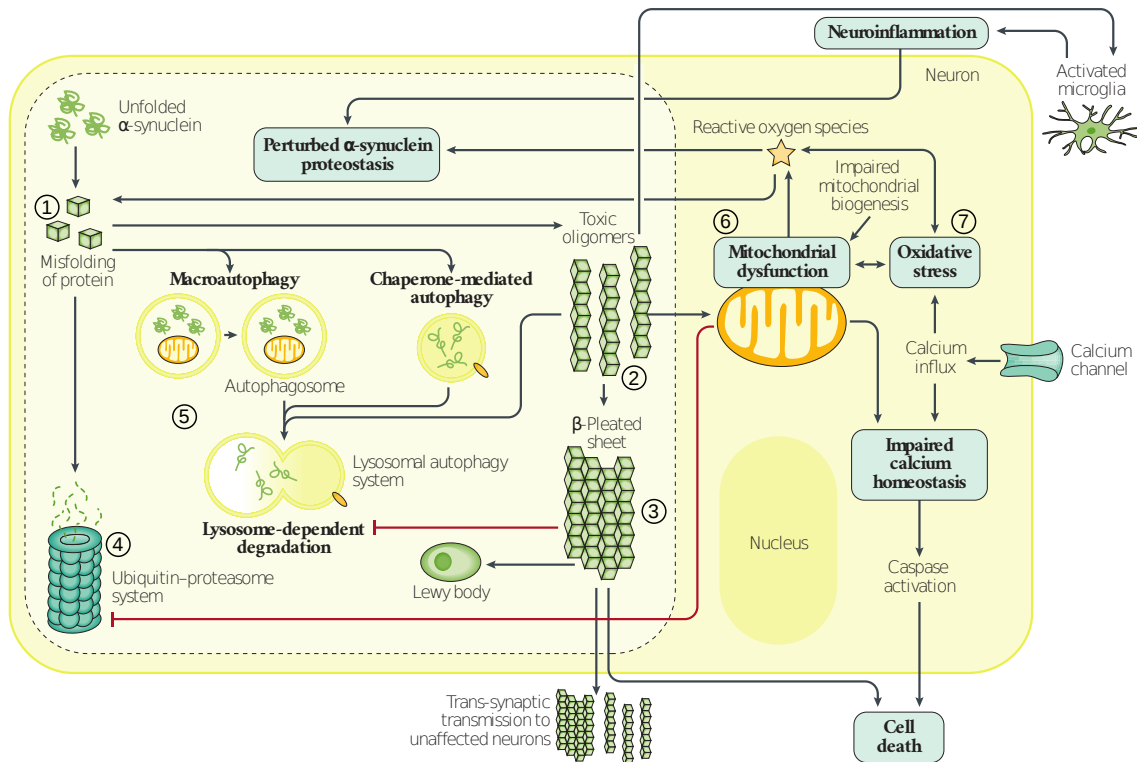 Neuroinflammation
Neuron
Activated
microglia
Unfolded
α-synuclein
Perturbed α-synuclein
proteostasis
Reactive oxygen species
Impaired
mitochondrial
biogenesis
1
Misfolding
of protein
Toxic
oligomers
6
Mitochondrial
dysfunction
7
Oxidative
stress
Macroautophagy
Chaperone-mediated
autophagy
Autophagosome
2
Calcium
influx
Calcium
channel
5
β-Pleated
sheet
Lysosomal autophagy
system
Impaired
calcium
homeostasis
3
Lysosome-dependent
degradation
Nucleus
4
Ubiquitin–proteasome
system
Lewy body
Caspase
activation
Trans-synaptic
transmission to
unaffected neurons
Cell
death